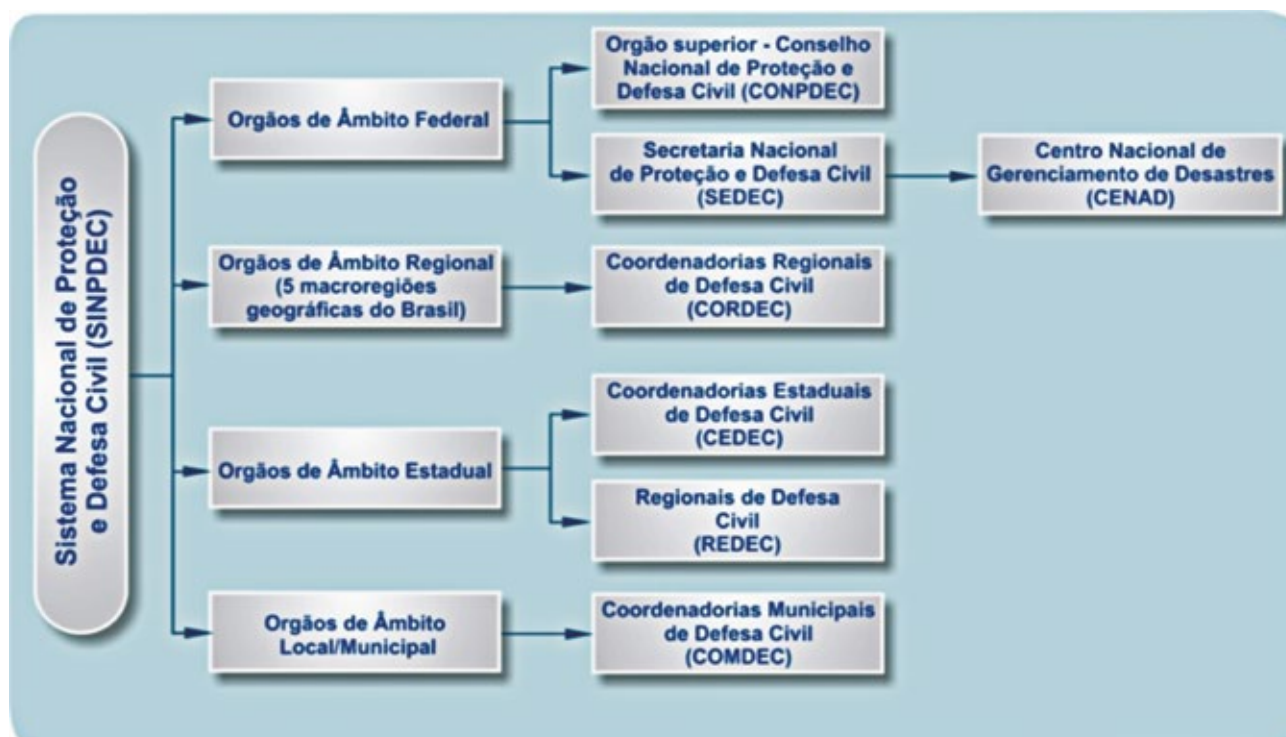 Sistema Nacional de Proteção
e Defesa Civil (SINPDEC)
Orgãos de Âmbito Federal
Orgão superior - Conselho
Nacional de Proteção e
Defesa Civil (CONPDEC)
Secretaria Nacional
de Proteção e Defesa Civil
(SEDEC)
Centro Nacional de
Gerenciamento de Desastres
(CENAD)
Orgãos de Âmbito Regional
(5 macroregiões
geográficas do Brasil)
Coordenadorias Regionais
de Defesa Civil
(CORDEC)
Orgãos de Âmbito Estadual
Coordenadorias Estaduais
de Defesa Civil
(CEDEC)
Regionais de Defesa
Civil
(REDEC)
Orgãos de Âmbito
Local/Municipal
Coordenadorias Municipais
de Defesa Civil
(COMDEC)